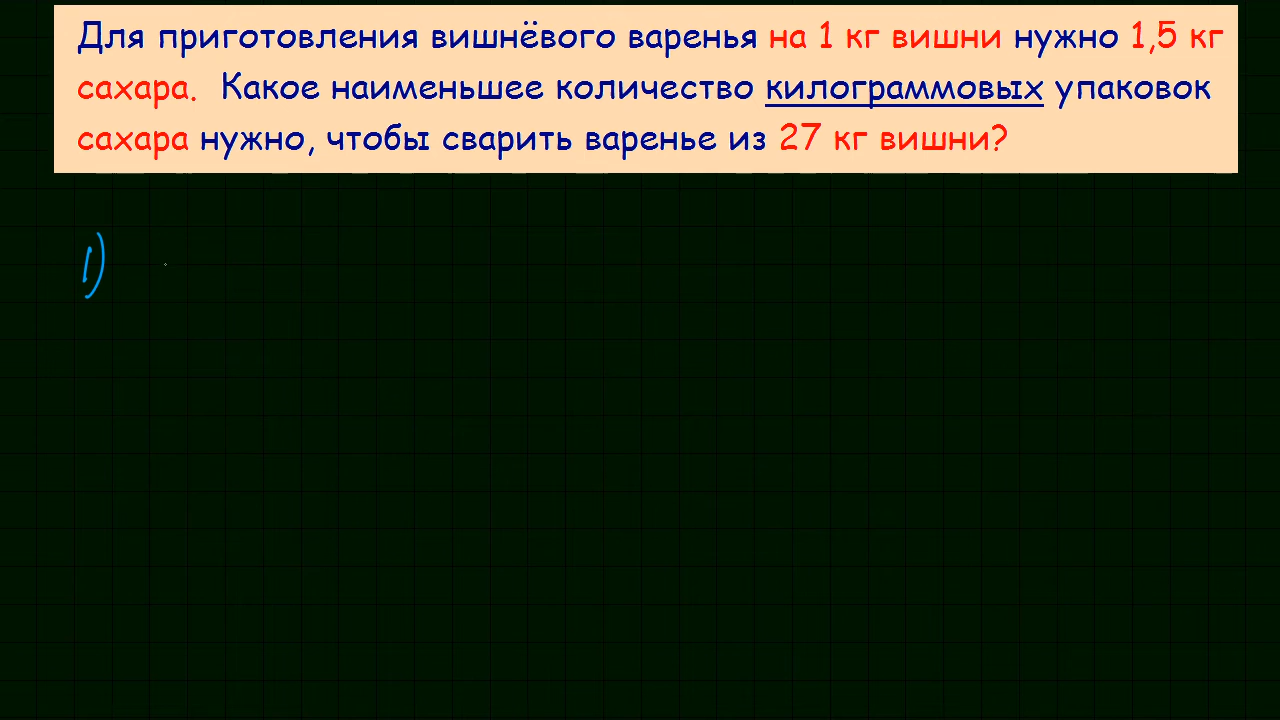 Для приготовления вишнёвого варенья на 1 кг вишни нужно 1,5 кг
сахара. Какое наименьшее количество килограммовых упаковок
сахара нужно, чтобы сварить варенье из 27 кг вишни?
1)